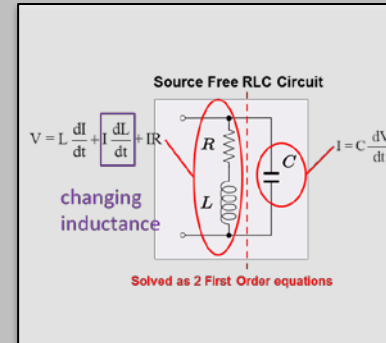 Source Free RLC Circuit
V = L dI/dt + I dL/dt + IR
R
C
I = C dV/dt
L
changing
inductance
Solved as 2 First Order equations